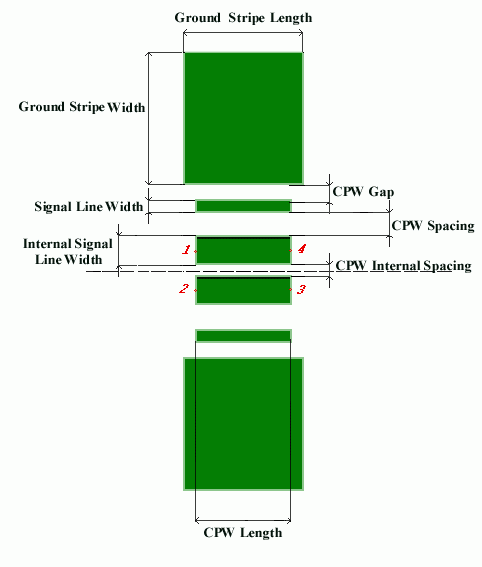 Ground Stripe Length
Ground Stripe Width
CPW Gap
Signal Line Width
CPW Spacing
Internal Signal
Line Width
1
4
CPW Internal Spacing
2
3
CPW Length